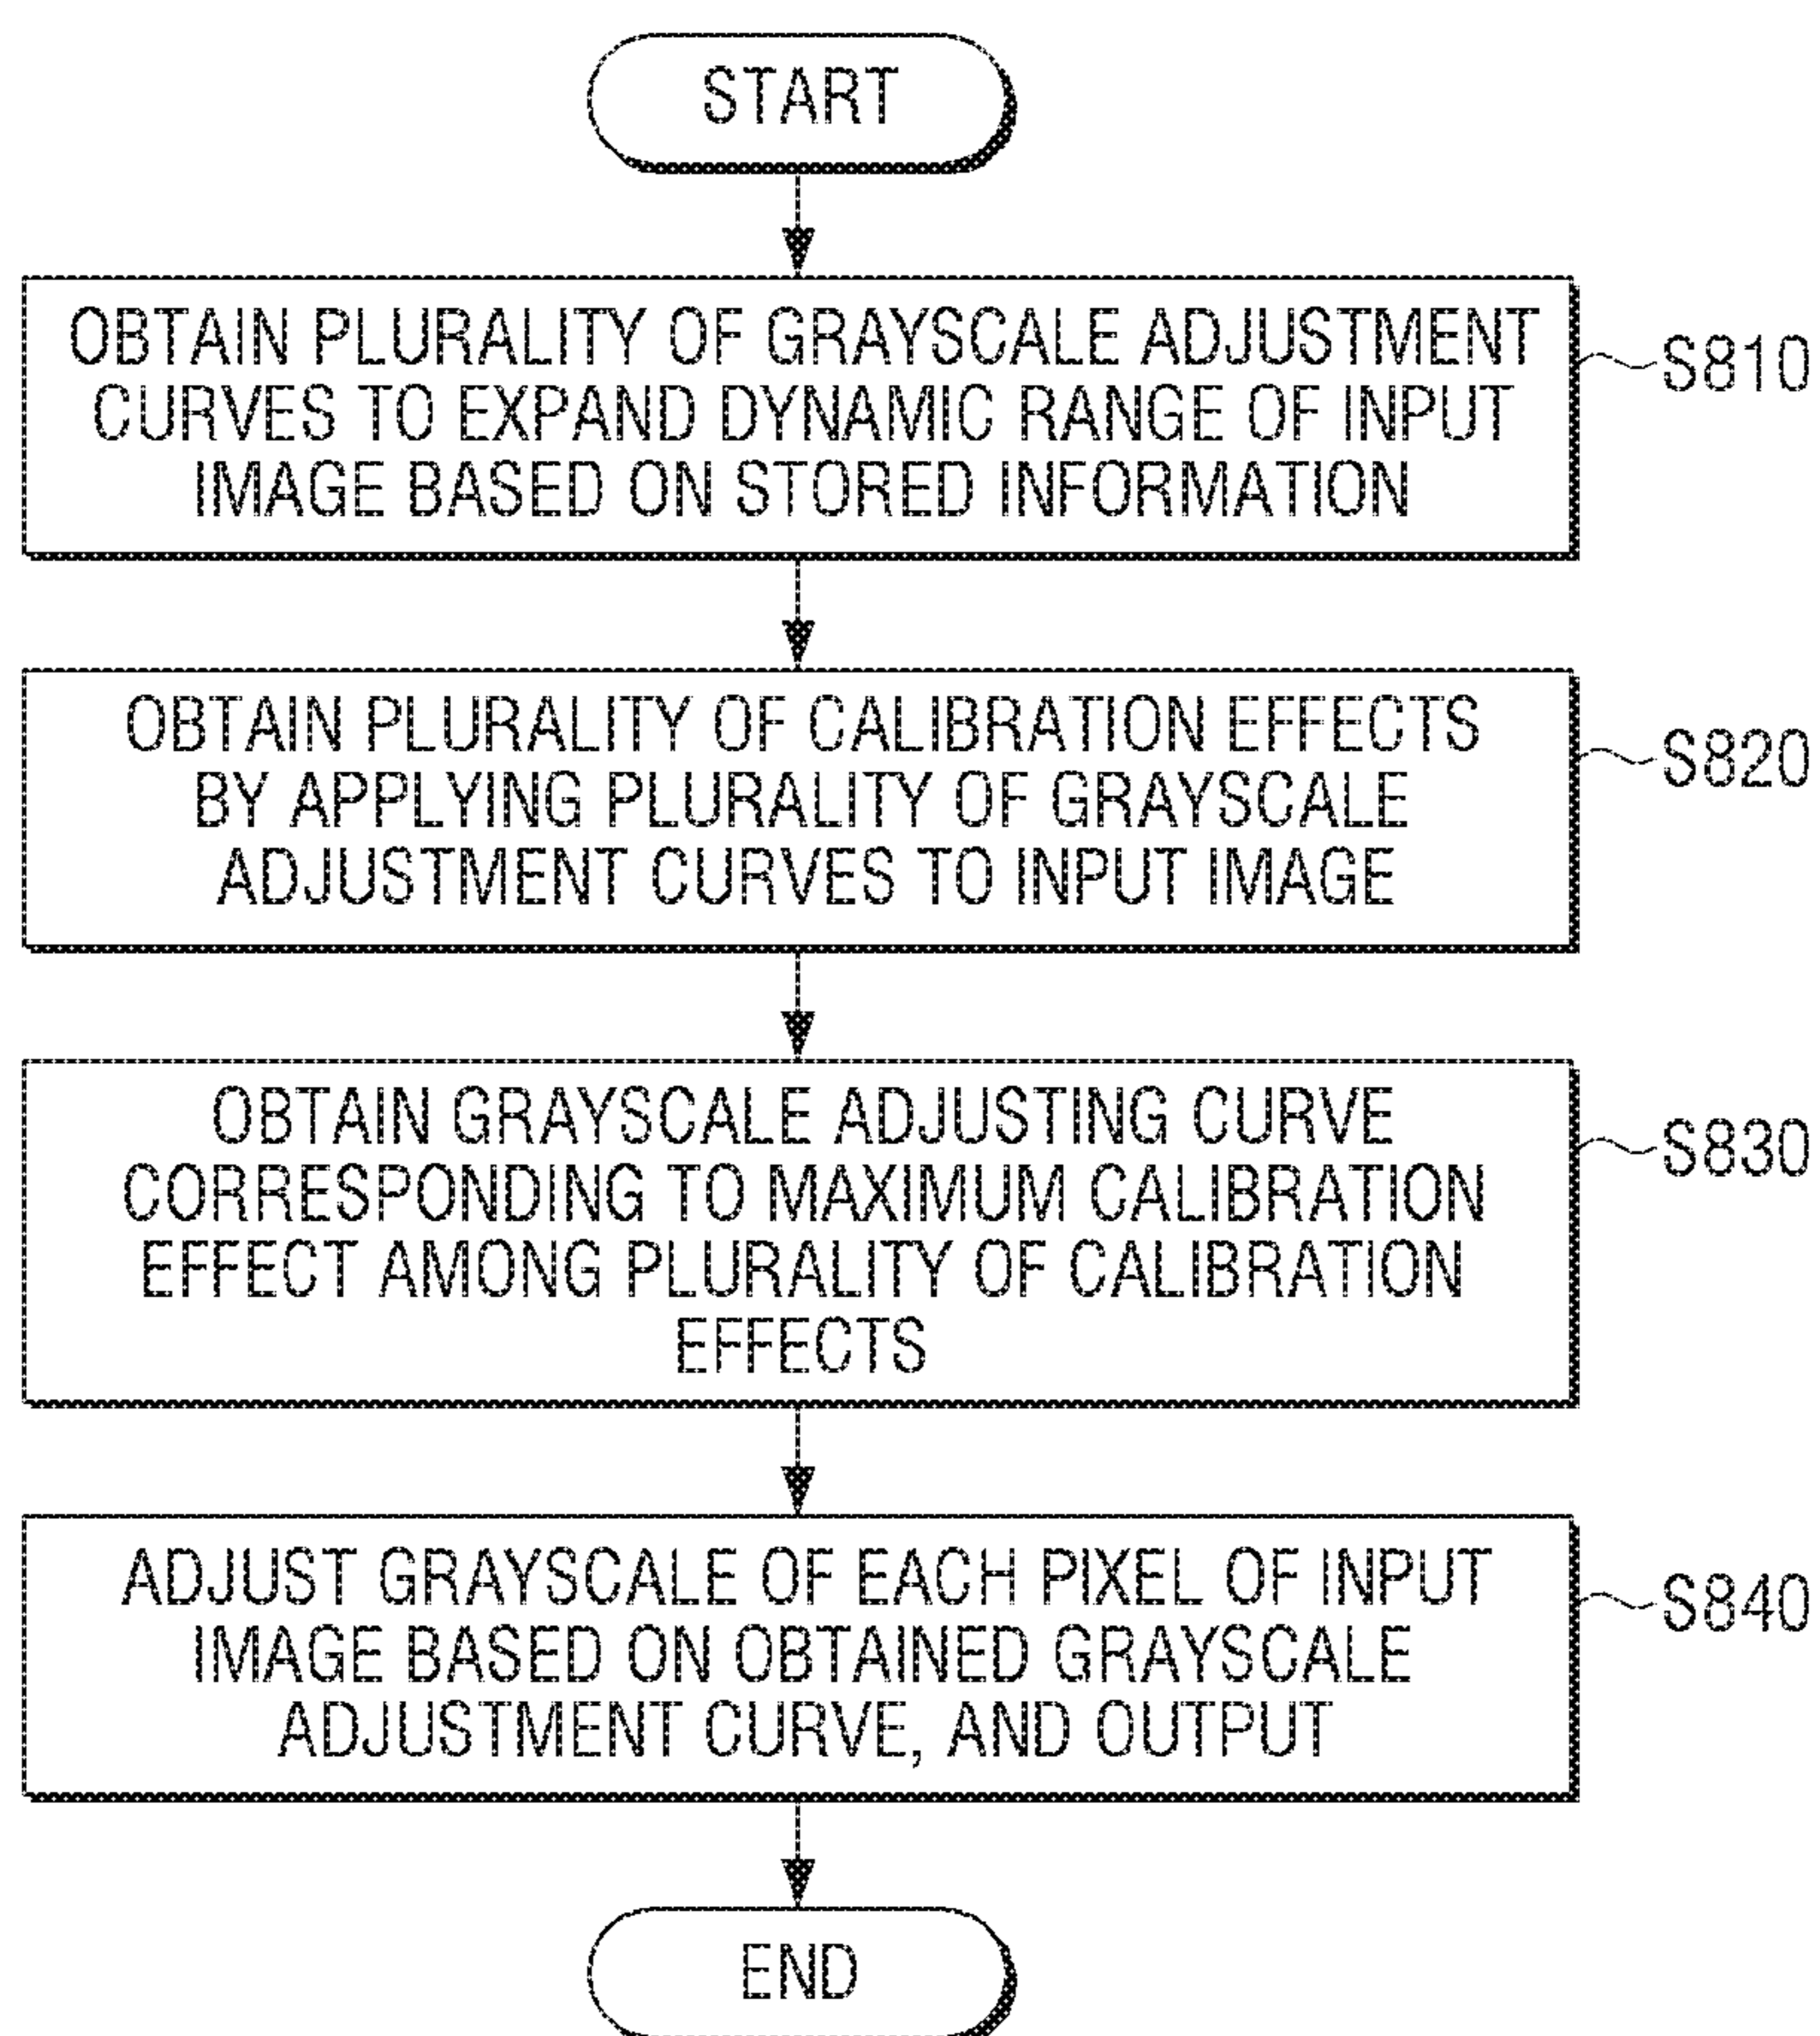 START
OBTAIN PLURALITY OF GRAYSCALE ADJUSTMENT
CURVES TO EXPAND DYNAMIC RANGE OF INPUT
IMAGE BASED ON STORED INFORMATION
S810
OBTAIN PLURALITY OF CALIBRATION EFFECTS
BY APPLYING PLURALITY OF GRAYSCALE
ADJUSTMENT CURVES TO INPUT IMAGE
S820
OBTAIN GRAYSCALE ADJUSTING CURVE
CORRESPONDING TO MAXIMUM CALIBRATION
EFFECT AMONG PLURALITY OF CALIBRATION
EFFECTS
S830
ADJUST GRAYSCALE OF EACH PIXEL OF INPUT
IMAGE BASED ON OBTAINED GRAYSCALE
ADJUSTMENT CURVE, AND OUTPUT
S840
END